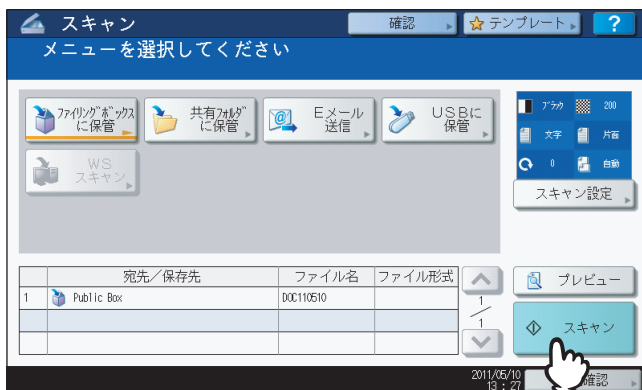 スキャン
確認
テンプレート
?
メニューを選択してください
ファイリングボックス
に保管
共有フォルダ
に保管
Eメール
送信
USBに
保管
WS
スキャン
ブラック
200
文字
片面
0
自動
スキャン設定
宛先／保存先
ファイル名
ファイル形式
1
Public Box
DOC110510
1
1
プレビュー
スキャン
2011/05/10
13 : 27
確認